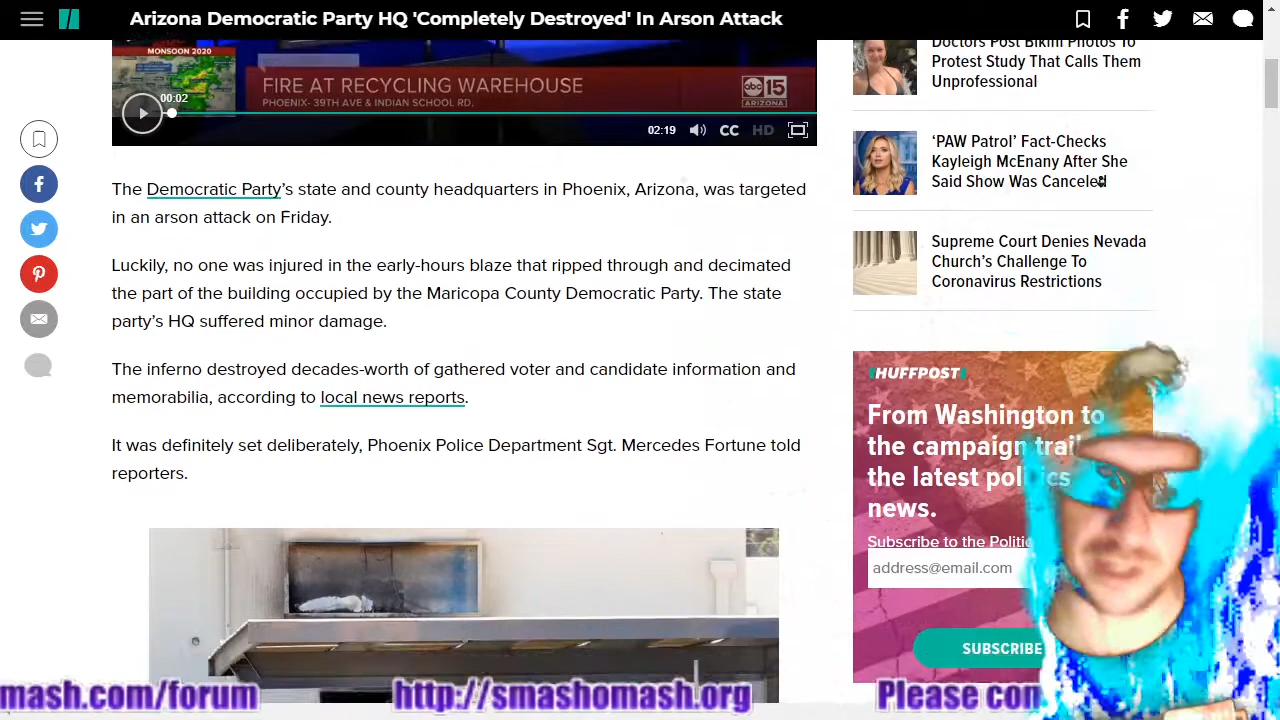 Arizona Democratic Party HQ 'Completely Destroyed' In Arson Attack
MONSOON 2020
FIRE AT RECYCLING WAREHOUSE
PHOENIX- 39TH AVE & INDIAN SCHOOL RD.
abc 15
ARIZONA
00:02
02:19
CC
HD
The Democratic Party's state and county headquarters in Phoenix, Arizona, was targeted
in an arson attack on Friday.
Luckily, no one was injured in the early-hours blaze that ripped through and decimated
the part of the building occupied by the Maricopa County Democratic Party. The state
party's HQ suffered minor damage.
The inferno destroyed decades-worth of gathered voter and candidate information and
memorabilia, according to local news reports.
It was definitely set deliberately, Phoenix Police Department Sgt. Mercedes Fortune told
reporters.
Doctors Post Bikini Photos To
Protest Study That Calls Them
Unprofessional
'PAW Patrol' Fact-Checks
Kayleigh McEnany After She
Said Show Was Canceled
Supreme Court Denies Nevada
Church's Challenge To
Coronavirus Restrictions
HUFFPOST
From Washington to
the campaign trail
the latest politics
news.
Subscribe to the Politi
address@email.com
SUBSCRIBE
mash.com/forum
http://smashomash.org
Please con